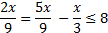 2x/9 = 5x/9 − x/3 ≤ 8